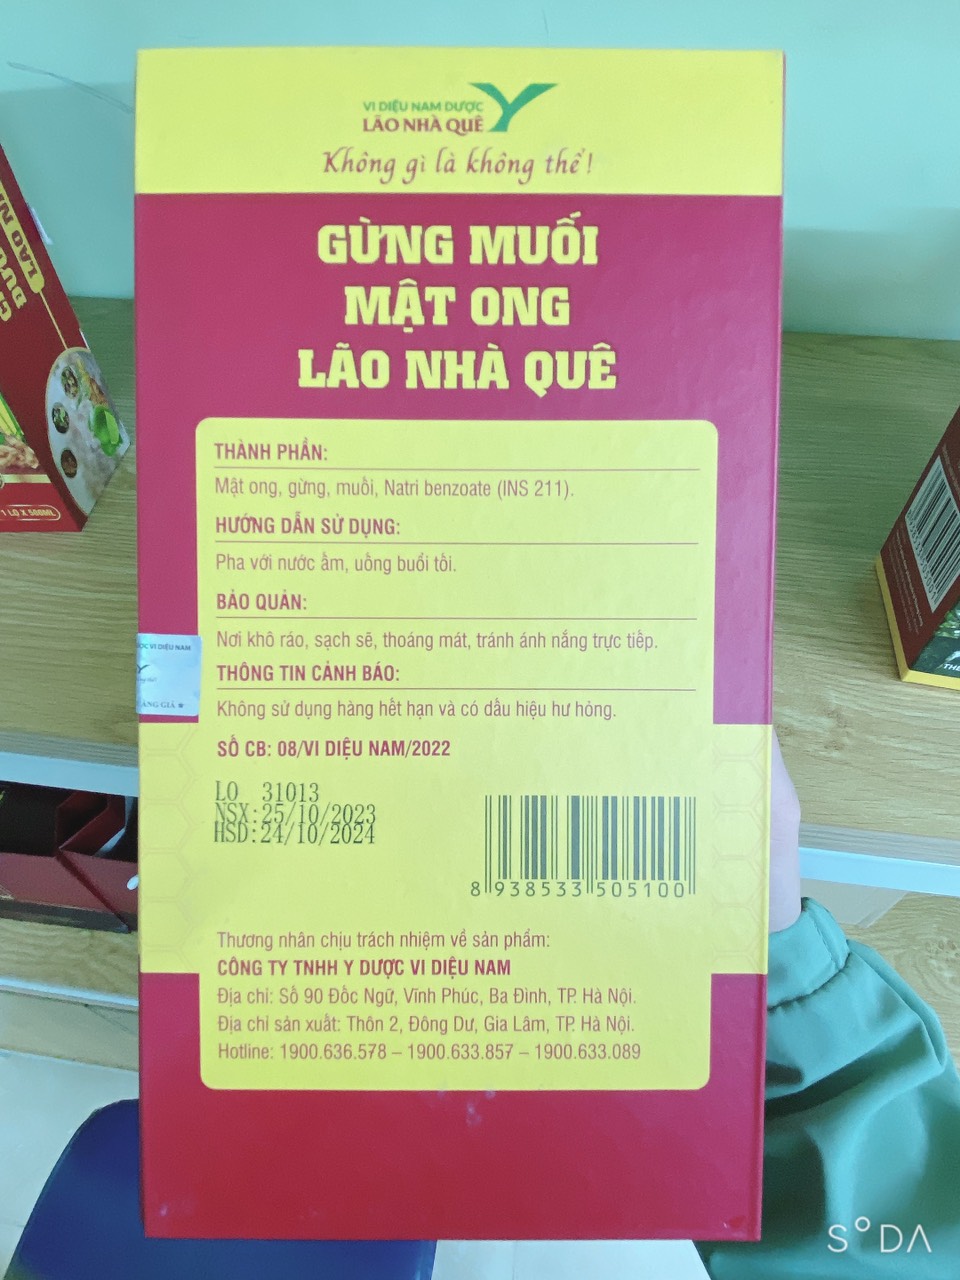 VI DIỆU NAM DƯỢC
LÃO NHÀ QUÊ
Không gì là không thể!
GỪNG MUỐI
MẬT ONG
LÃO NHÀ QUÊ
THÀNH PHẦN:
Mật ong, gừng, muối, Natri benzoate (INS 211).
HƯỚNG DẪN SỬ DỤNG:
Pha với nước ấm, uống buổi tối.
BẢO QUẢN:
Nơi khô ráo, sạch sẽ, thoáng mát, tránh ánh nắng trực tiếp.
THÔNG TIN CẢNH BÁO:
Không sử dụng hàng hết hạn và có dấu hiệu hư hỏng.
SỐ CB: 08/VI DIỆU NAM/2022
LO 31013
NSX:25/10/2023
HSD:24/10/2024
8 938533 505100
Thương nhân chịu trách nhiệm về sản phẩm:
CÔNG TY TNHH Y DƯỢC VI DIỆU NAM
Địa chỉ: Số 90 Đốc Ngữ, Vĩnh Phúc, Ba Đình, TP. Hà Nội.
Địa chỉ sản xuất: Thôn 2, Đông Dư, Gia Lâm, TP. Hà Nội.
Hotline: 1900.636.578 – 1900.633.857 – 1900.633.089
VI DIỆU NAM
1 LỌ X 500ML
SODA